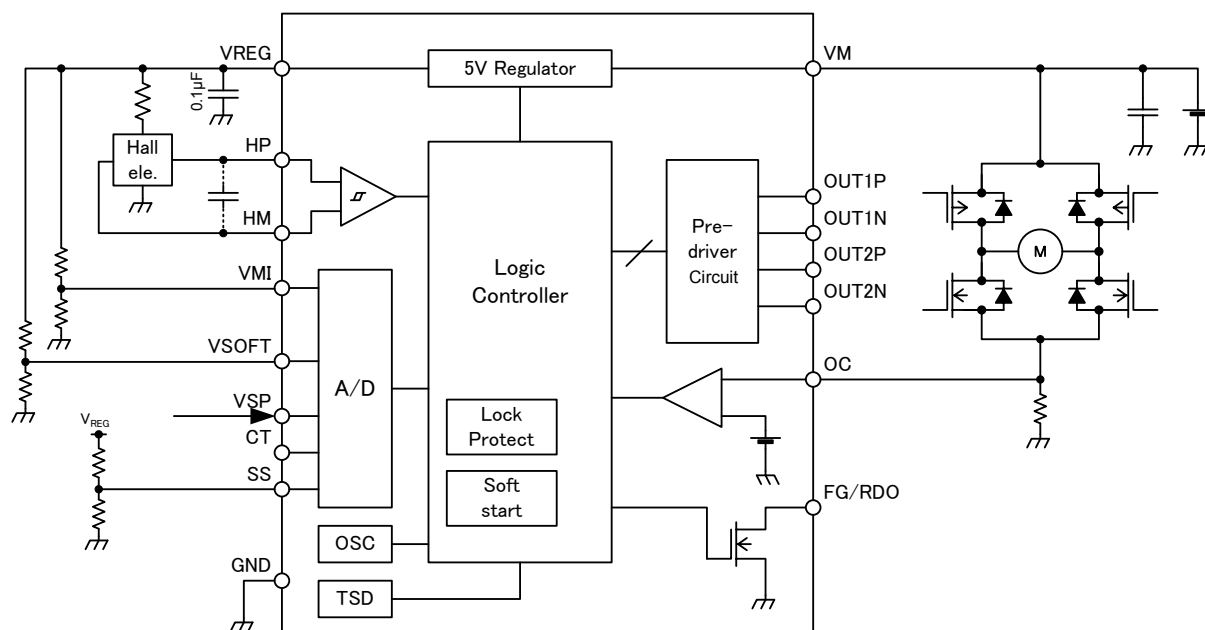 VREG
VM
5V Regulator
0.1μF
Hall
ele.
HP
HM
OUT1P
OUT1N
OUT2P
OUT2N
Pre-
driver
Circuit
M
Logic
Controller
VMI
VSOFT
A/D
OC
VSP
CT
Lock
Protect
VREG
SS
Soft
start
FG/RDO
OSC
GND
TSD